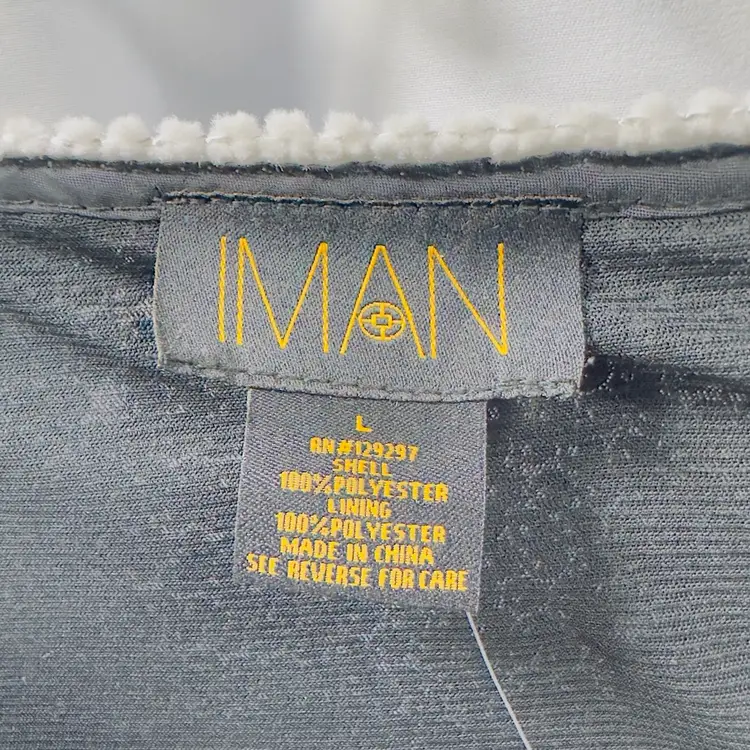 IMAN
L
RN#129297
SHELL
100%POLYESTER
LINING
100%POLYESTER
MADE IN CHINA
SEE REVERSE FOR CARE